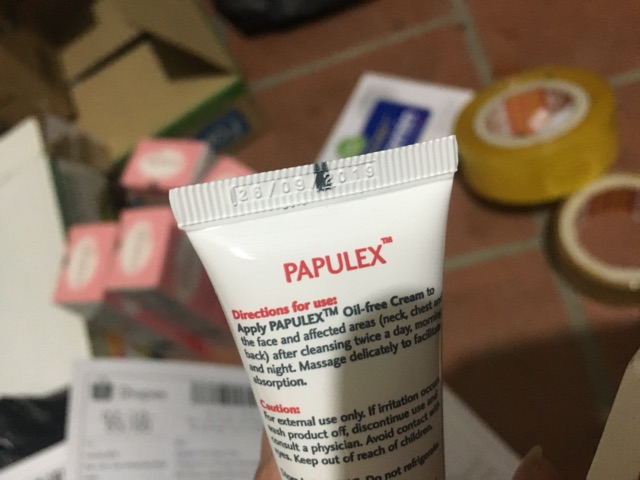 26/09/2019
PAPULEX™
Directions for use:
Apply PAPULEX™ Oil-free Cream to
the face and affected areas (neck, chest and
back) after cleansing twice a day, morning
and night. Massage delicately to facilitate
absorption.
Caution:
For external use only. If irritation occurs
wash product off, discontinue use and
consult a physician. Avoid contact with
eyes. Keep out of reach of children.
Do not refrigerate